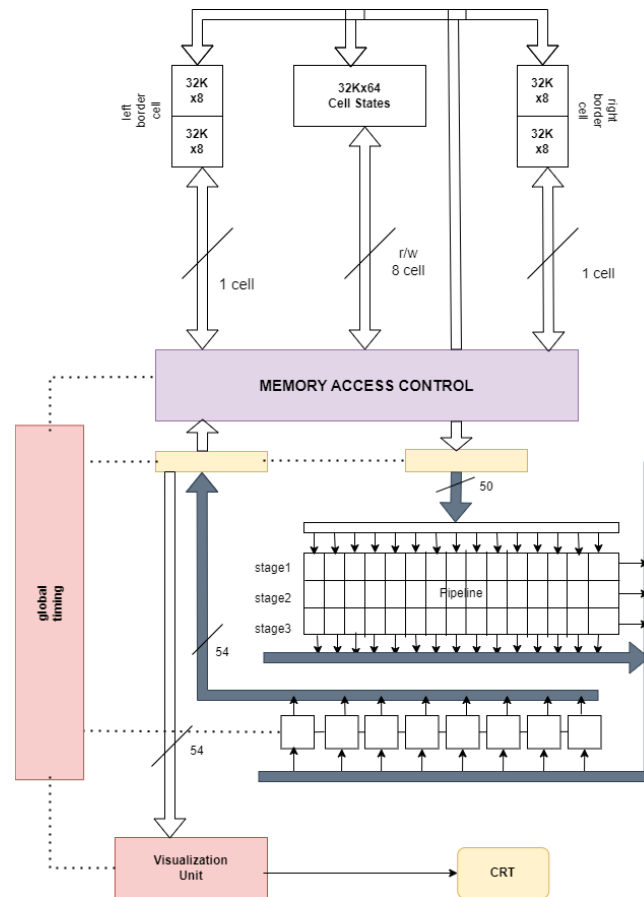 left
border
cell
32K
x8
32K
x8
32Kx64
Cell States
32K
x8
32K
x8
right
border
cell
1 cell
r/w
8 cell
1 cell
MEMORY ACCESS CONTROL
50
global
timing
stage1
stage2
Pipeline
stage3
54
54
Visualization
Unit
CRT